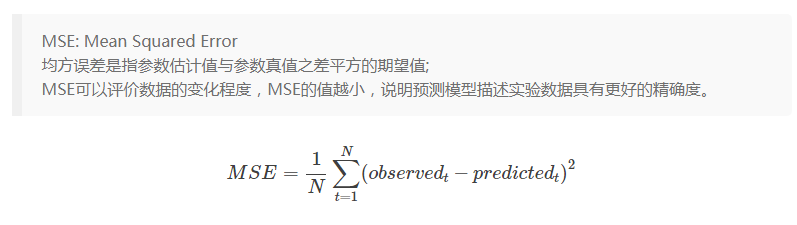 MSE: Mean Squared Error
均方误差是指参数估计值与参数真值之差平方的期望值;
MSE可以评价数据的变化程度，MSE的值越小，说明预测模型描述实验数据具有更好的精确度。
$MSE = \frac{1}{N} \sum_{t=1}^{N} (observed_t - predicted_t)^2$